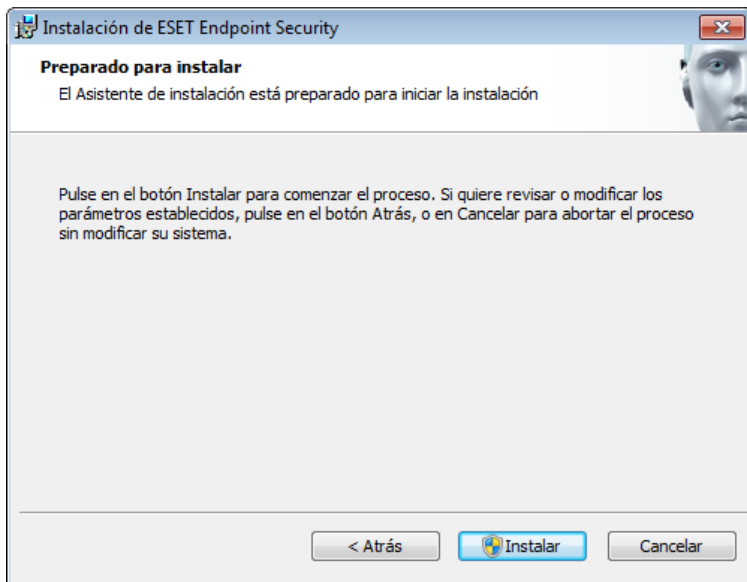 Instalación de ESET Endpoint Security
Preparado para instalar
El Asistente de instalación está preparado para iniciar la instalación
Pulse en el botón Instalar para comenzar el proceso. Si quiere revisar o modificar los
parámetros establecidos, pulse en el botón Atrás, o en Cancelar para abortar el proceso
sin modificar su sistema.
< Atrás
Instalar
Cancelar